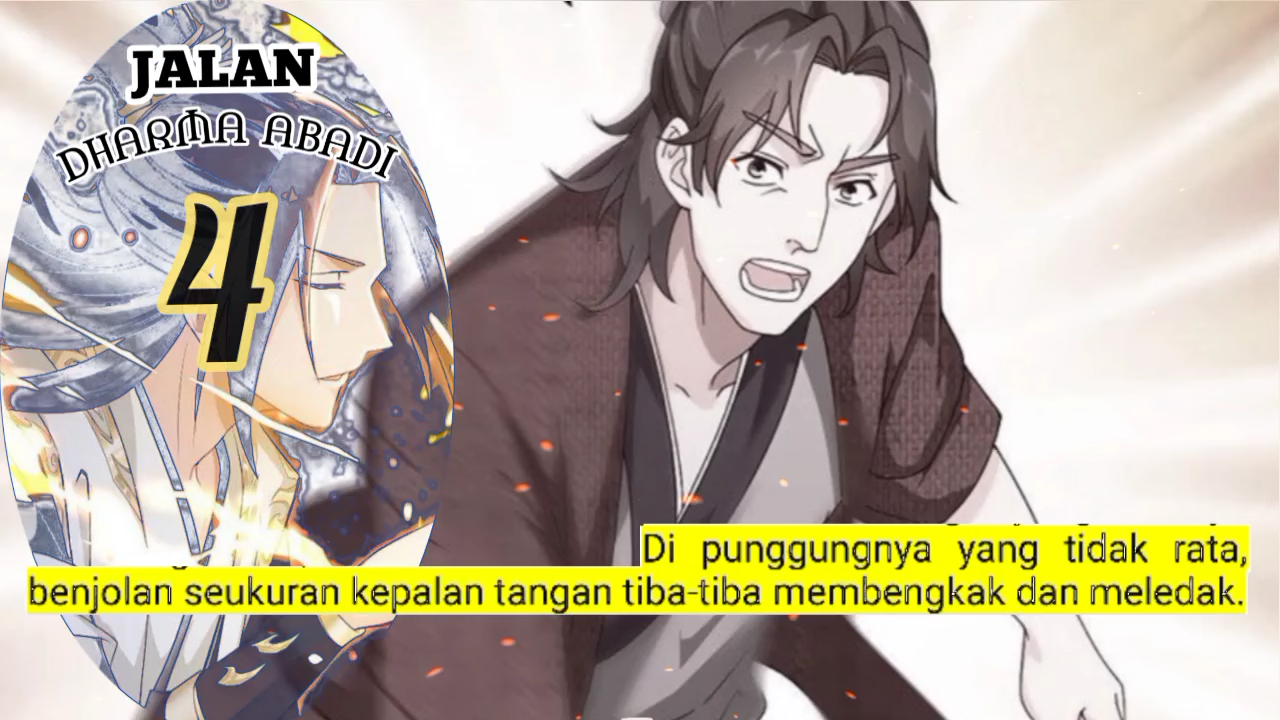 JALAN
DHARMA ABADI
4
Di punggungnya yang tidak rata,
benjolan seukuran kepalan tangan tiba-tiba membengkak dan meledak.